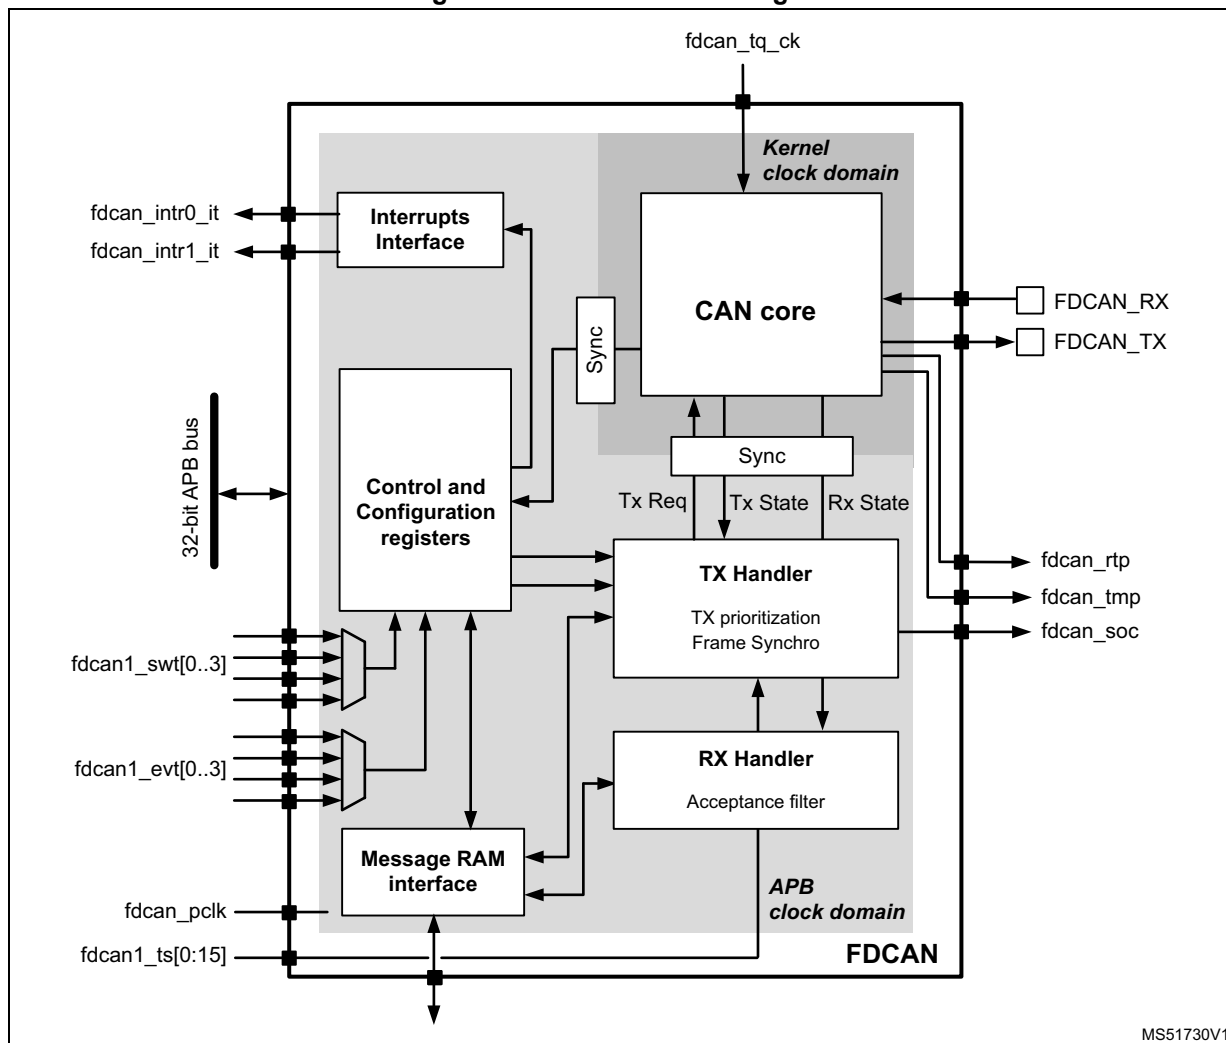 fdcan_tq_ck
Kernel
clock domain
fdcan_intr0_it
fdcan_intr1_it
Interrupts
Interface
CAN core
FDCAN_RX
FDCAN_TX
Sync
Sync
32-bit APB bus
Control and
Configuration
registers
Tx Req
Tx State
Rx State
TX Handler
TX prioritization
Frame Synchro
fdcan_rtp
fdcan_tmp
fdcan_soc
fdcan1_swt[0..3]
fdcan1_evt[0..3]
RX Handler
Acceptance filter
Message RAM
interface
APB
clock domain
fdcan_pclk
fdcan1_ts[0:15]
FDCAN
MS51730V1